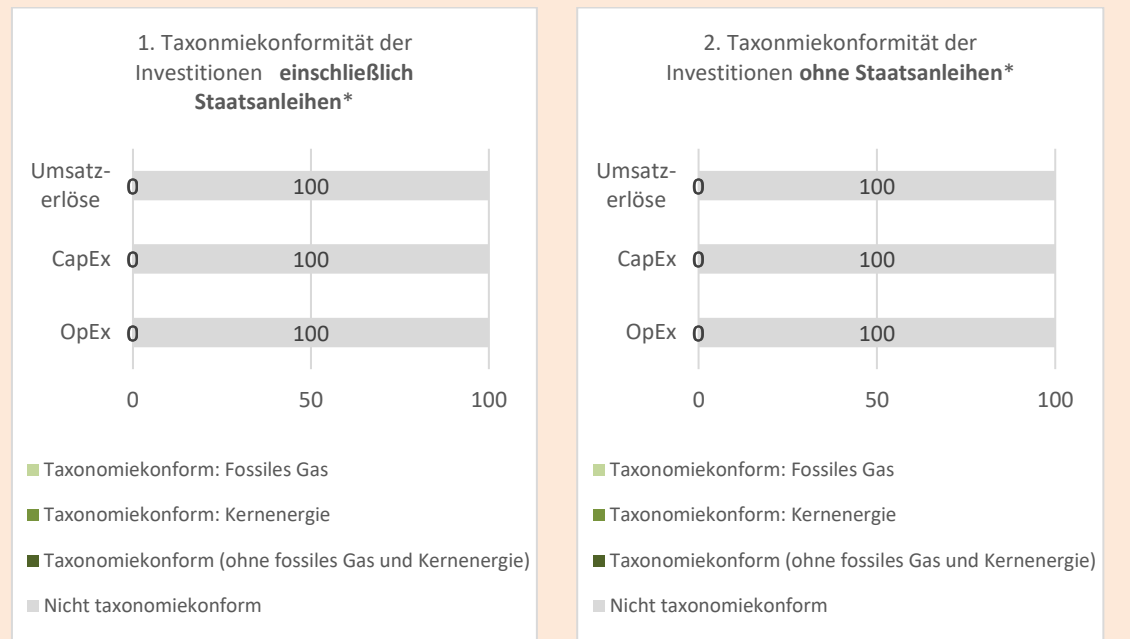 1. Taxonmiekonformität der
Investitionen einschließlich
Staatsanleihen*
Umsatz-
erlöse
0 100
CapEx 0 100
OpEx 0 100
0 50 100
Taxonomiekonform: Fossiles Gas
Taxonomiekonform: Kernenergie
Taxonomiekonform (ohne fossiles Gas und Kernenergie)
Nicht taxonomiekonform
2. Taxonmiekonformität der
Investitionen ohne Staatsanleihen*
Umsatz-
erlöse
0 100
CapEx 0 100
OpEx 0 100
0 50 100
Taxonomiekonform: Fossiles Gas
Taxonomiekonform: Kernenergie
Taxonomiekonform (ohne fossiles Gas und Kernenergie)
Nicht taxonomiekonform